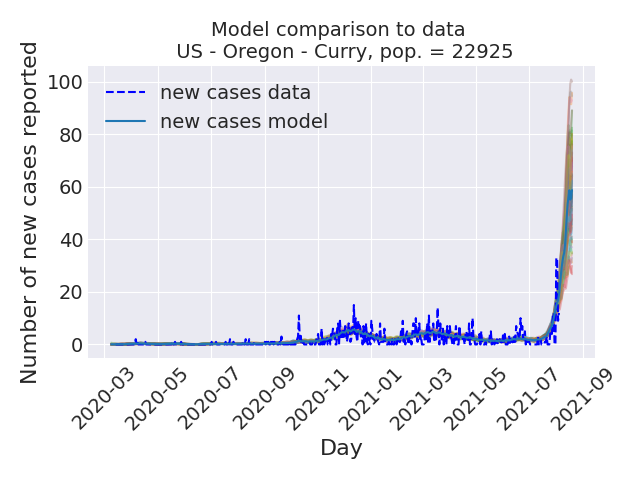 Model comparison to data
US - Oregon - Curry, pop. = 22925
Number of new cases reported
100
80
60
40
20
0
new cases data
new cases model
2020-03
2020-05
2020-07
2020-09
2020-11
2021-01
2021-03
2021-05
2021-07
2021-09
Day